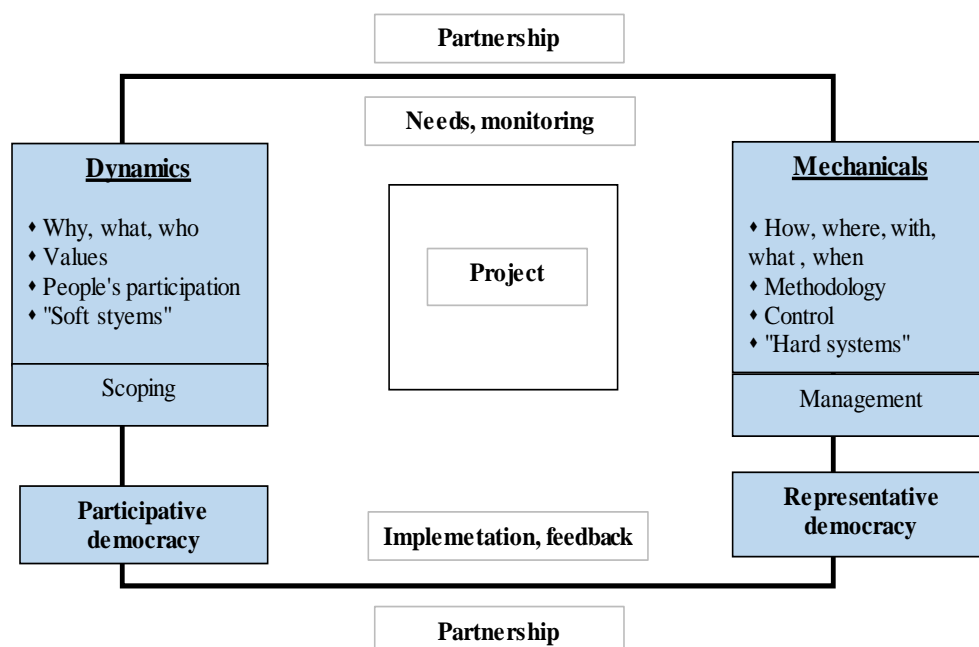 Partnership
Needs, monitoring
Dynamics
♦ Why, what, who
♦ Values
♦ People's participation
♦ "Soft styems"
Scoping
Participative
democracy
Project
Mechanicals
♦ How, where, with,
what , when
♦ Methodology
♦ Control
♦ "Hard systems"
Management
Representative
democracy
Implemetation, feedback
Partnership